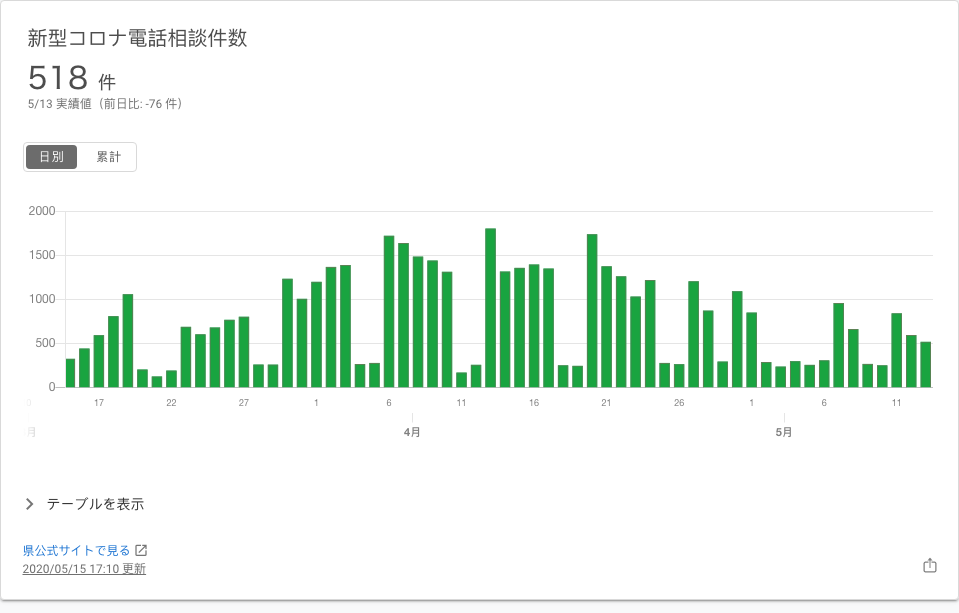 新型コロナ電話相談件数
518 件
5/13 実績値（前日比: -76 件）
日別 累計
2000
1500
1000
500
0
17 22 27 1 6 11 16 21 26 1 6 11
月 4月 5月
テーブルを表示
県公式サイトで見る
2020/05/15 17:10 更新